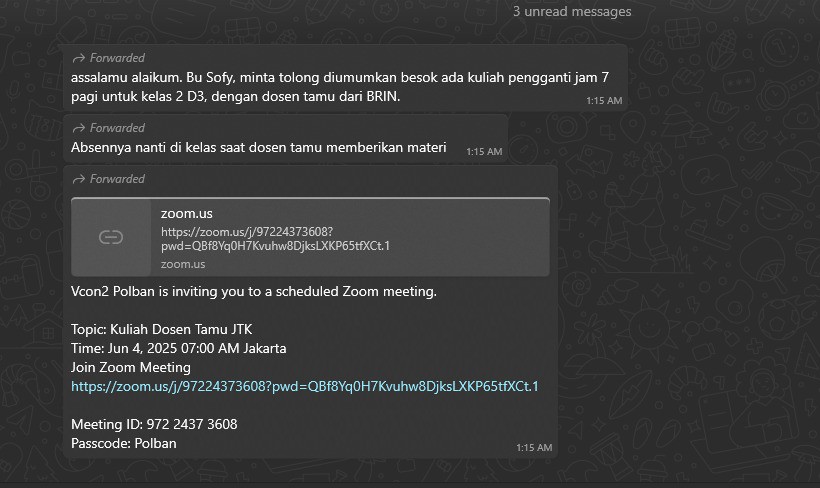 3 unread messages
Forwarded
assalamu alaikum. Bu Sofy, minta tolong diumumkan besok ada kuliah pengganti jam 7
pagi untuk kelas 2 D3, dengan dosen tamu dari BRIN.
1:15 AM
Forwarded
Absennya nanti di kelas saat dosen tamu memberikan materi
1:15 AM
Forwarded
zoom.us
https://zoom.us/j/97224373608?
pwd=QBf8Yq0H7Kvuhw8DjksLXKP65tfXCt.1
zoom.us
Vcon2 Polban is inviting you to a scheduled Zoom meeting.
Topic: Kuliah Dosen Tamu JTK
Time: Jun 4, 2025 07:00 AM Jakarta
Join Zoom Meeting
https://zoom.us/j/97224373608?pwd=QBf8Yq0H7Kvuhw8DjksLXKP65tfXCt.1
Meeting ID: 972 2437 3608
Passcode: Polban
1:15 AM